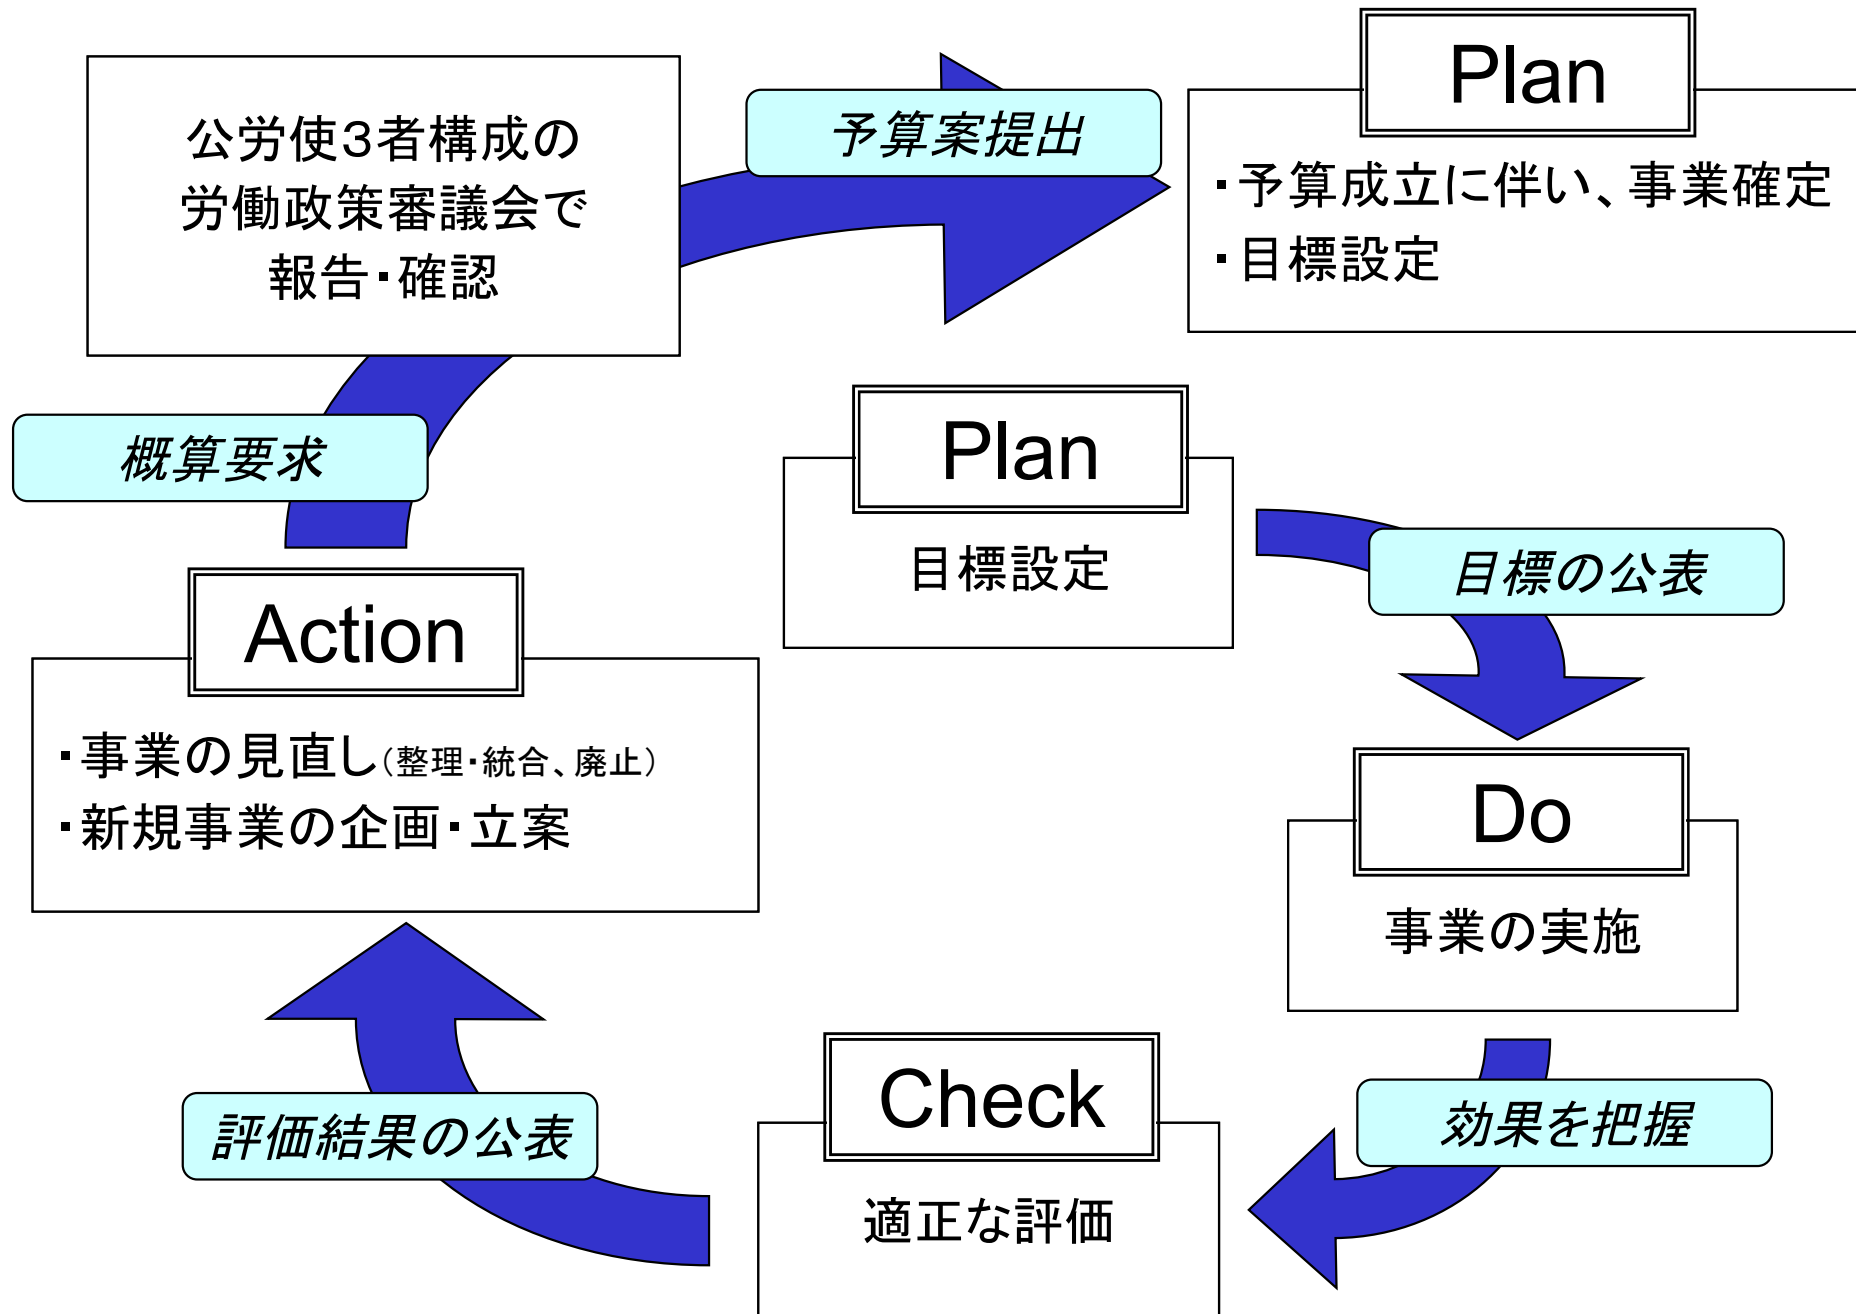 公労使3者構成の
労働政策審議会で
報告・確認
予算案提出
Plan
・予算成立に伴い、事業確定
・目標設定
概算要求
Plan
目標設定
目標の公表
Action
・事業の見直し(整理・統合、廃止)
・新規事業の企画・立案
Do
事業の実施
Check
適正な評価
効果を把握
評価結果の公表